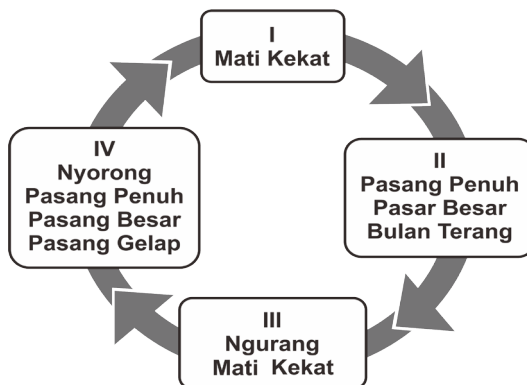 I
Mati Kekat
II
Pasang Penuh
Pasar Besar
Bulan Terang
III
Ngurang
Mati Kekat
IV
Nyorong
Pasang Penuh
Pasang Besar
Pasang Gelap